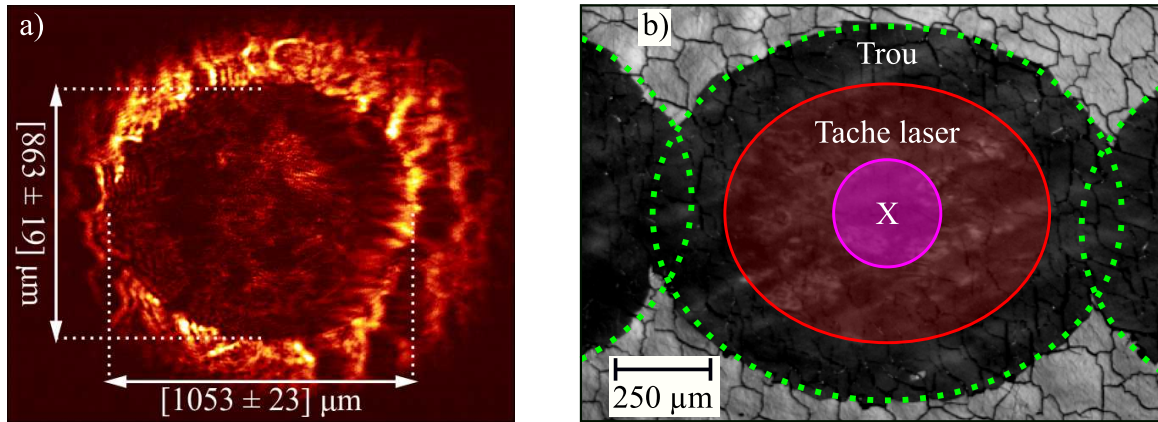 a)
[863 ± 19] µm
[1053 ± 23] µm
b)
Trou
Tache laser
X
250 µm